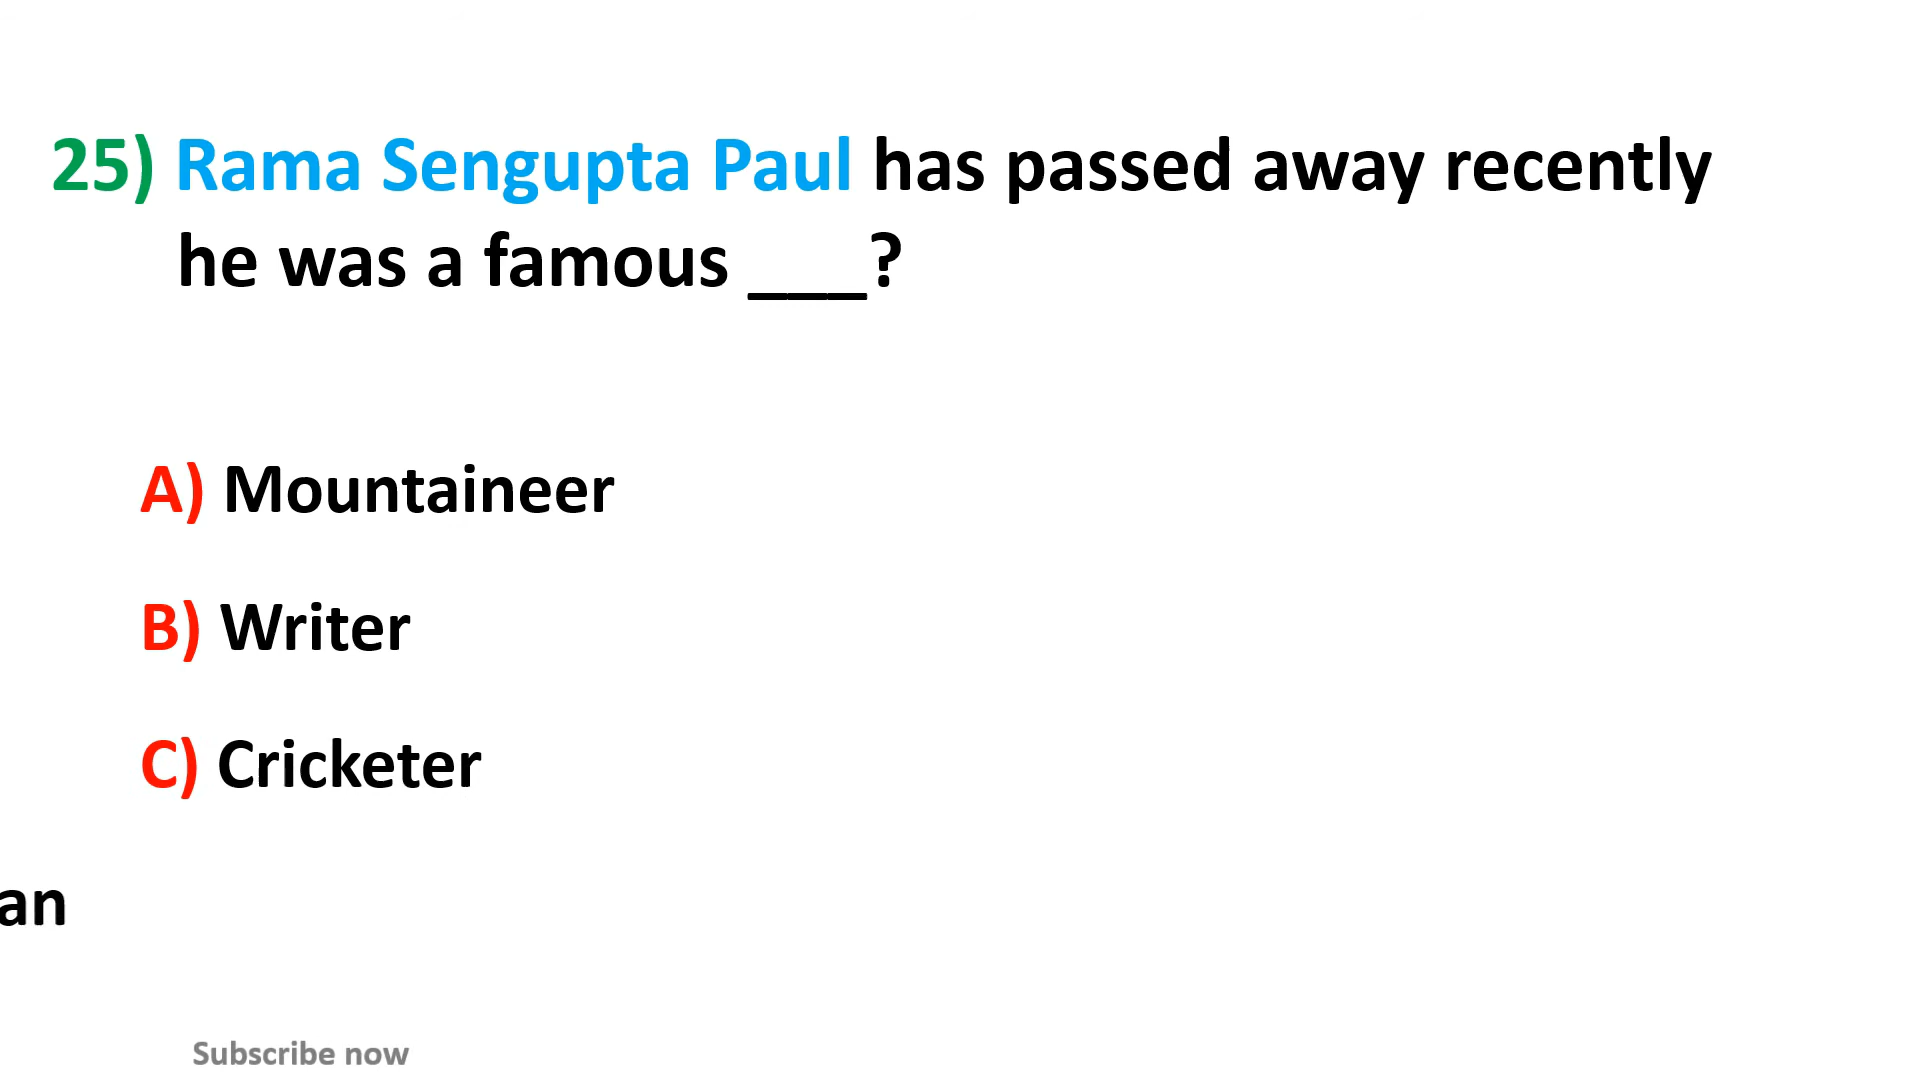 25) Rama Sengupta Paul has passed away recently
he was a famous ___?
A) Mountaineer
B) Writer
C) Cricketer
an
Subscribe now